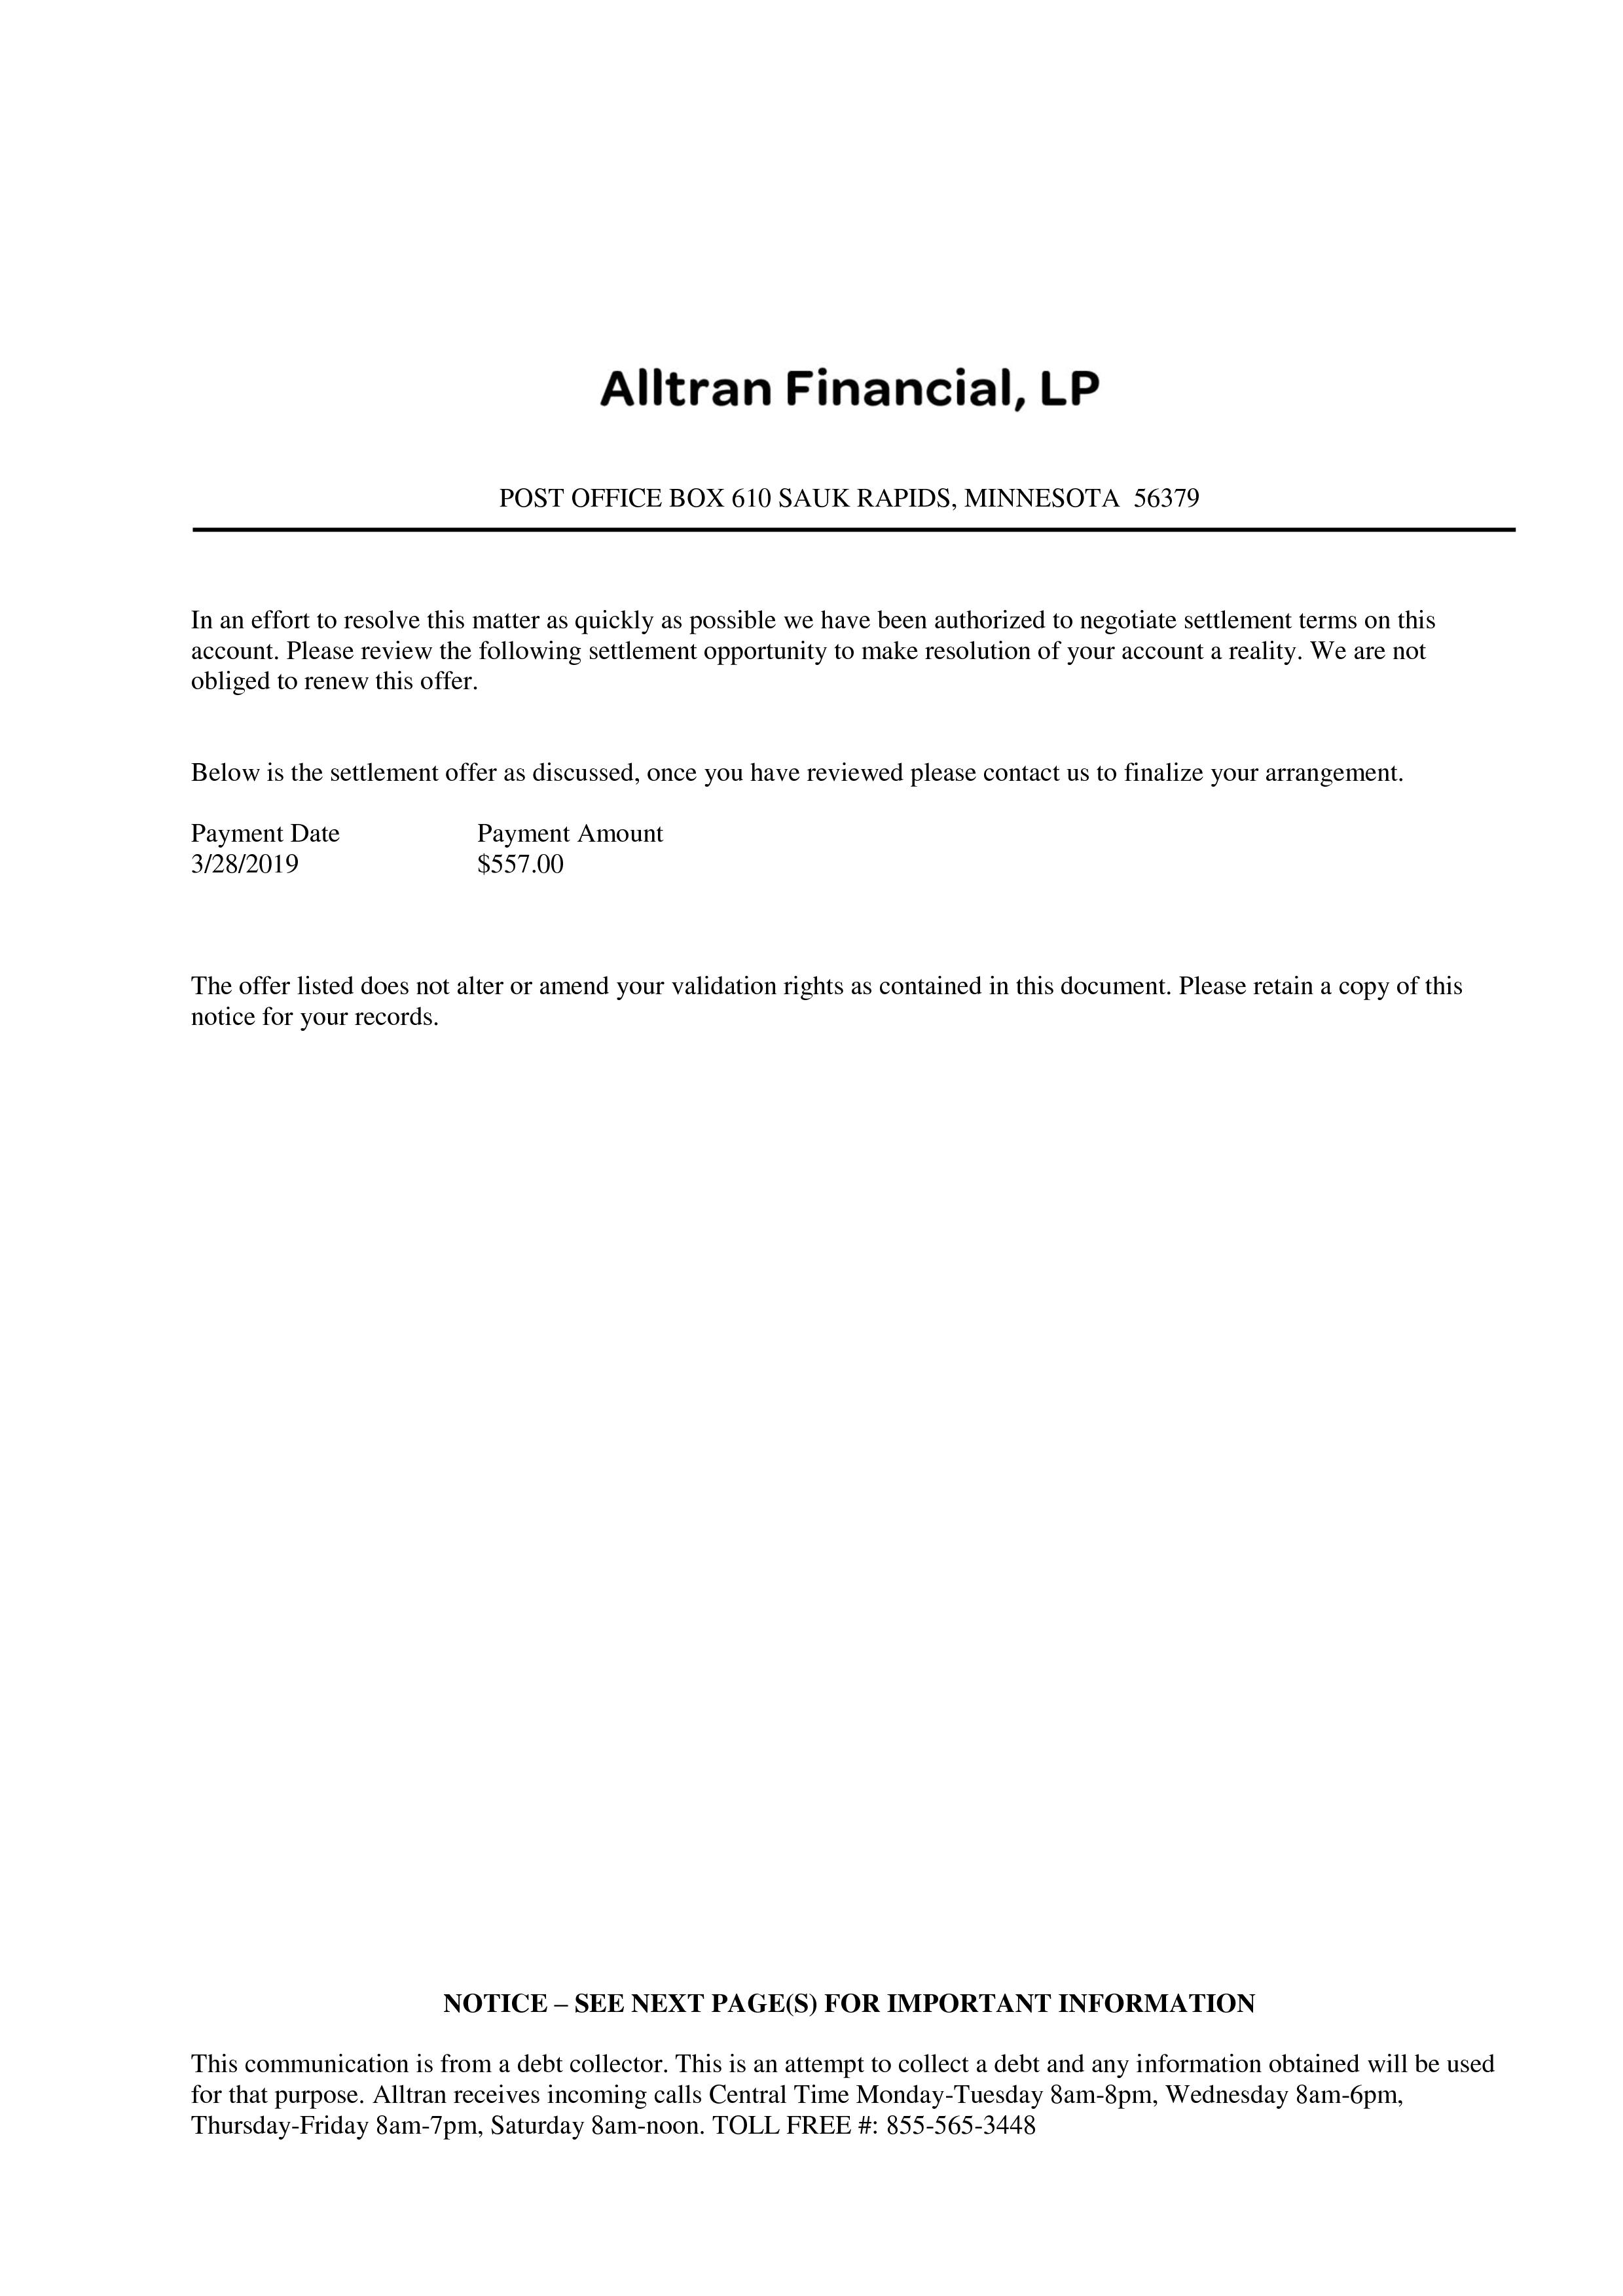 Alltran Financial, LP
POST OFFICE BOX 610 SAUK RAPIDS, MINNESOTA  56379
In an effort to resolve this matter as quickly as possible we have been authorized to negotiate settlement terms on this
account. Please review the following settlement opportunity to make resolution of your account a reality. We are not
obliged to renew this offer.
Below is the settlement offer as discussed, once you have reviewed please contact us to finalize your arrangement.
Payment Date Payment Amount
3/28/2019 $557.00
The offer listed does not alter or amend your validation rights as contained in this document. Please retain a copy of this
notice for your records.
NOTICE – SEE NEXT PAGE(S) FOR IMPORTANT INFORMATION
This communication is from a debt collector. This is an attempt to collect a debt and any information obtained will be used
for that purpose. Alltran receives incoming calls Central Time Monday-Tuesday 8am-8pm, Wednesday 8am-6pm,
Thursday-Friday 8am-7pm, Saturday 8am-noon. TOLL FREE #: 855-565-3448